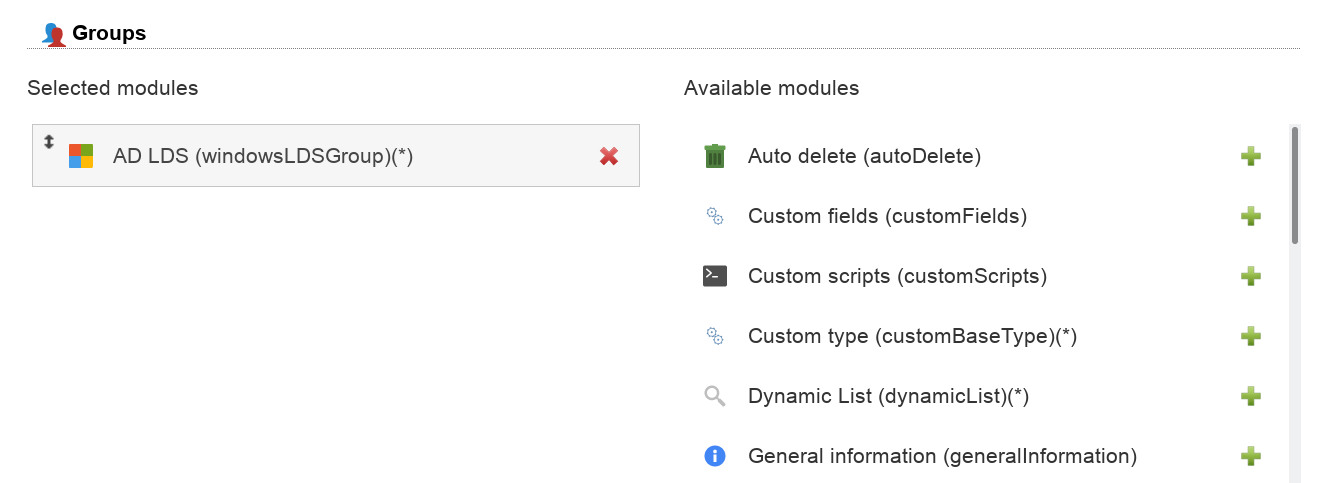 Groups
Selected modules
Available modules
AD LDS (windowsLDSGroup)(*)
Auto delete (autoDelete)
Custom fields (customFields)
Custom scripts (customScripts)
Custom type (customBaseType)(*)
Dynamic List (dynamicList)(*)
General information (generalInformation)